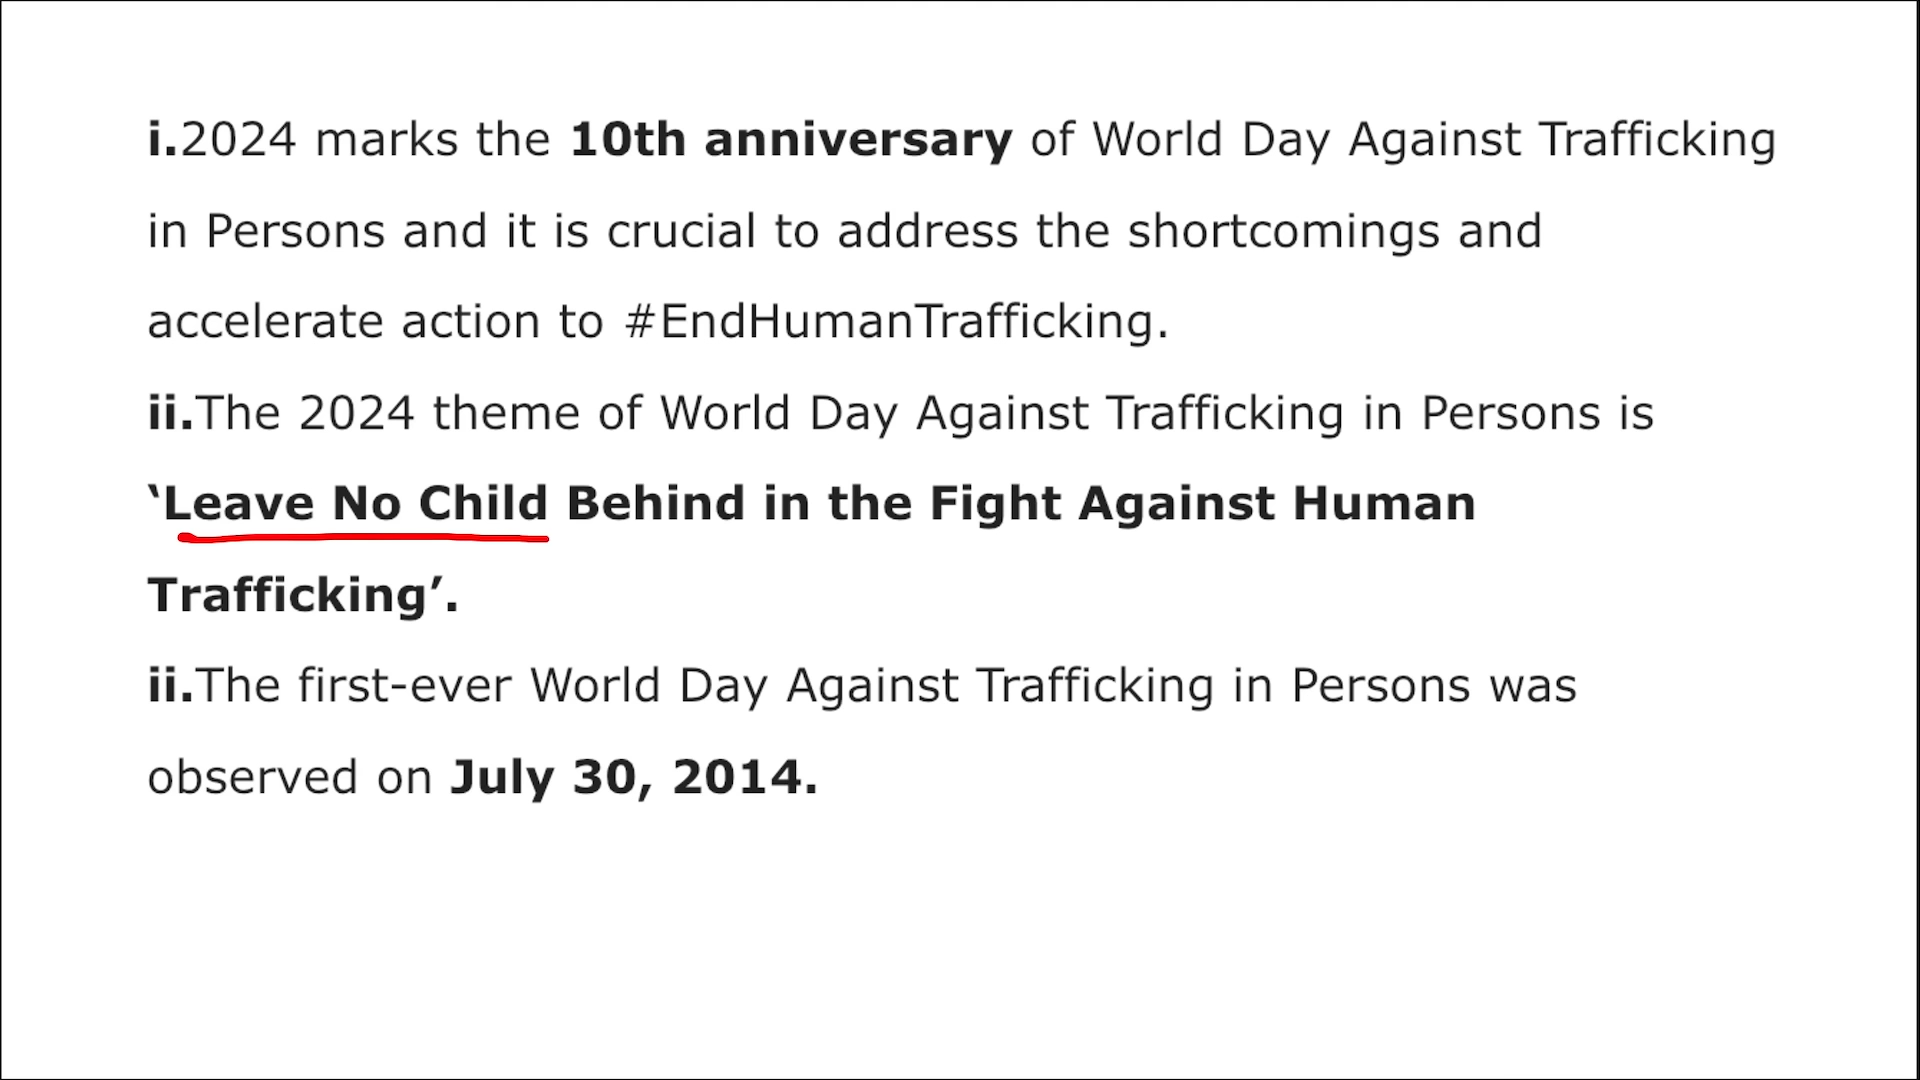 i.2024 marks the 10th anniversary of World Day Against Trafficking
in Persons and it is crucial to address the shortcomings and
accelerate action to #EndHumanTrafficking.
ii.The 2024 theme of World Day Against Trafficking in Persons is
‘Leave No Child Behind in the Fight Against Human
Trafficking’.
ii.The first-ever World Day Against Trafficking in Persons was
observed on July 30, 2014.